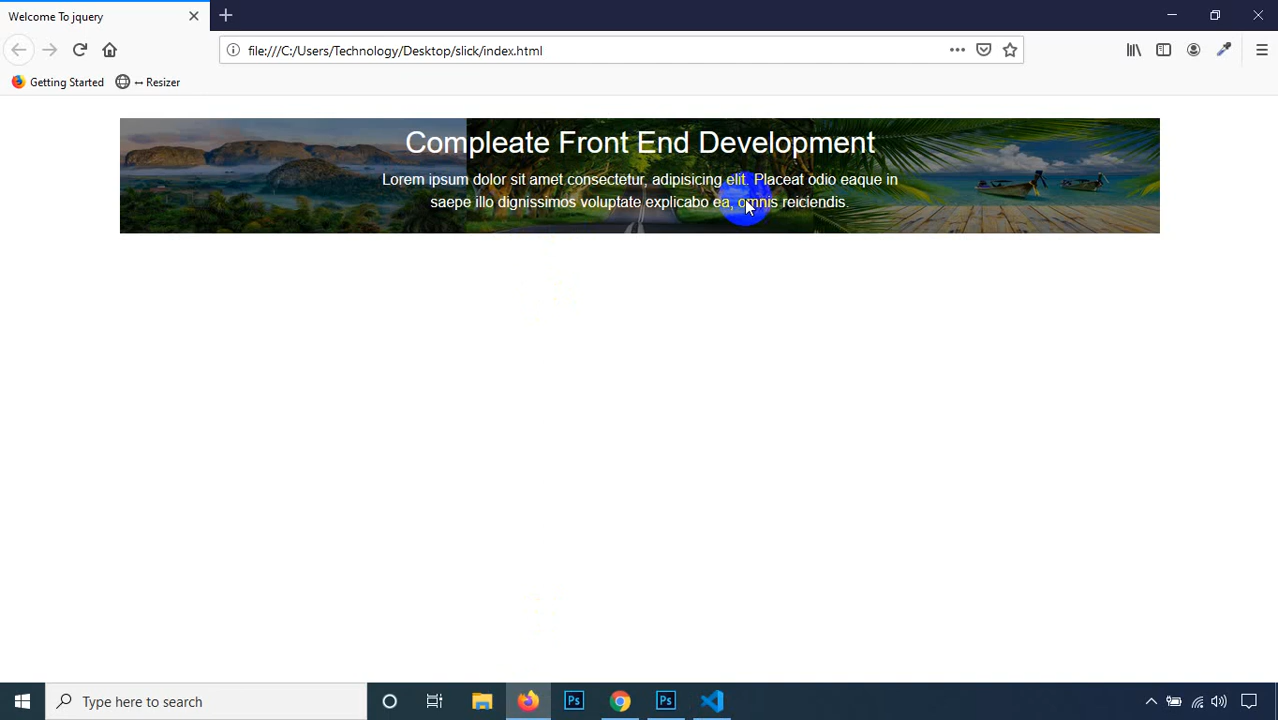 Welcome To jquery
file:///C:/Users/Technology/Desktop/slick/index.html
Getting Started
Resizer
Compleate Front End Development
Lorem ipsum dolor sit amet consectetur, adipisicing elit. Placeat odio eaque in
saepe illo dignissimos voluptate explicabo ea, omnis reiciendis.
Type here to search
Ps
Ps